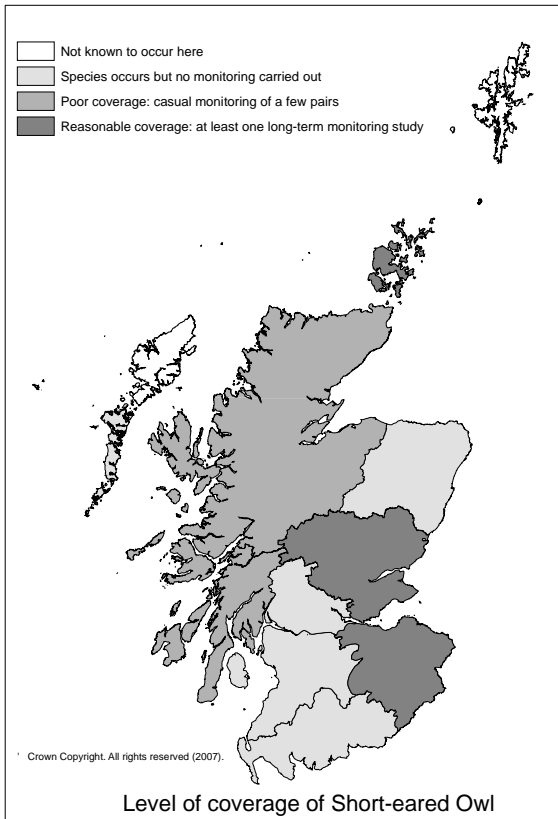 Not known to occur here
Species occurs but no monitoring carried out
Poor coverage: casual monitoring of a few pairs
Reasonable coverage: at least one long-term monitoring study
' Crown Copyright. All rights reserved (2007).
Level of coverage of Short-eared Owl